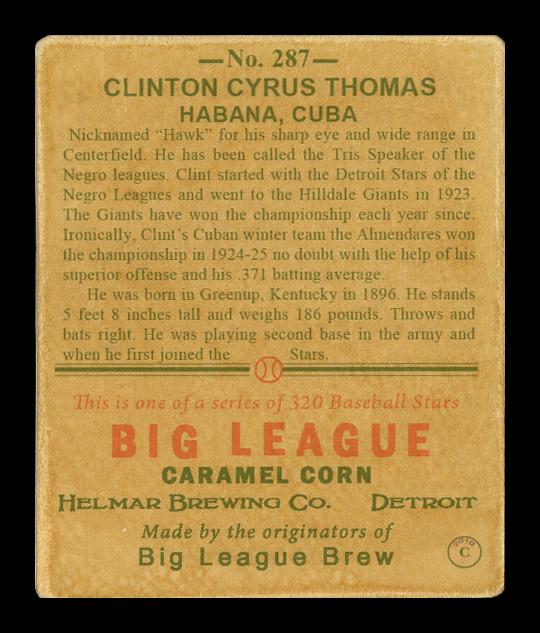 —No. 287—
CLINTON CYRUS THOMAS
HABANA, CUBA
Nicknamed “Hawk” for his sharp eye and wide range in
Centerfield. He has been called the Tris Speaker of the
Negro leagues. Clint started with the Detroit Stars of the
Negro Leagues and went to the Hilldale Giants in 1923.
The Giants have won the championship each year since.
Ironically, Clint’s Cuban winter team the Almendares won
the championship in 1924-25 no doubt with the help of his
superior offense and his .371 batting average.
He was born in Greenup, Kentucky in 1896. He stands
5 feet 8 inches tall and weighs 186 pounds. Throws and
bats right. He was playing second base in the army and
when he first joined the Stars.
This is one of a series of 320 Baseball Stars
BIG LEAGUE
CARAMEL CORN
HELMAR BREWING CO. DETROIT
Made by the originators of
Big League Brew
2010
C